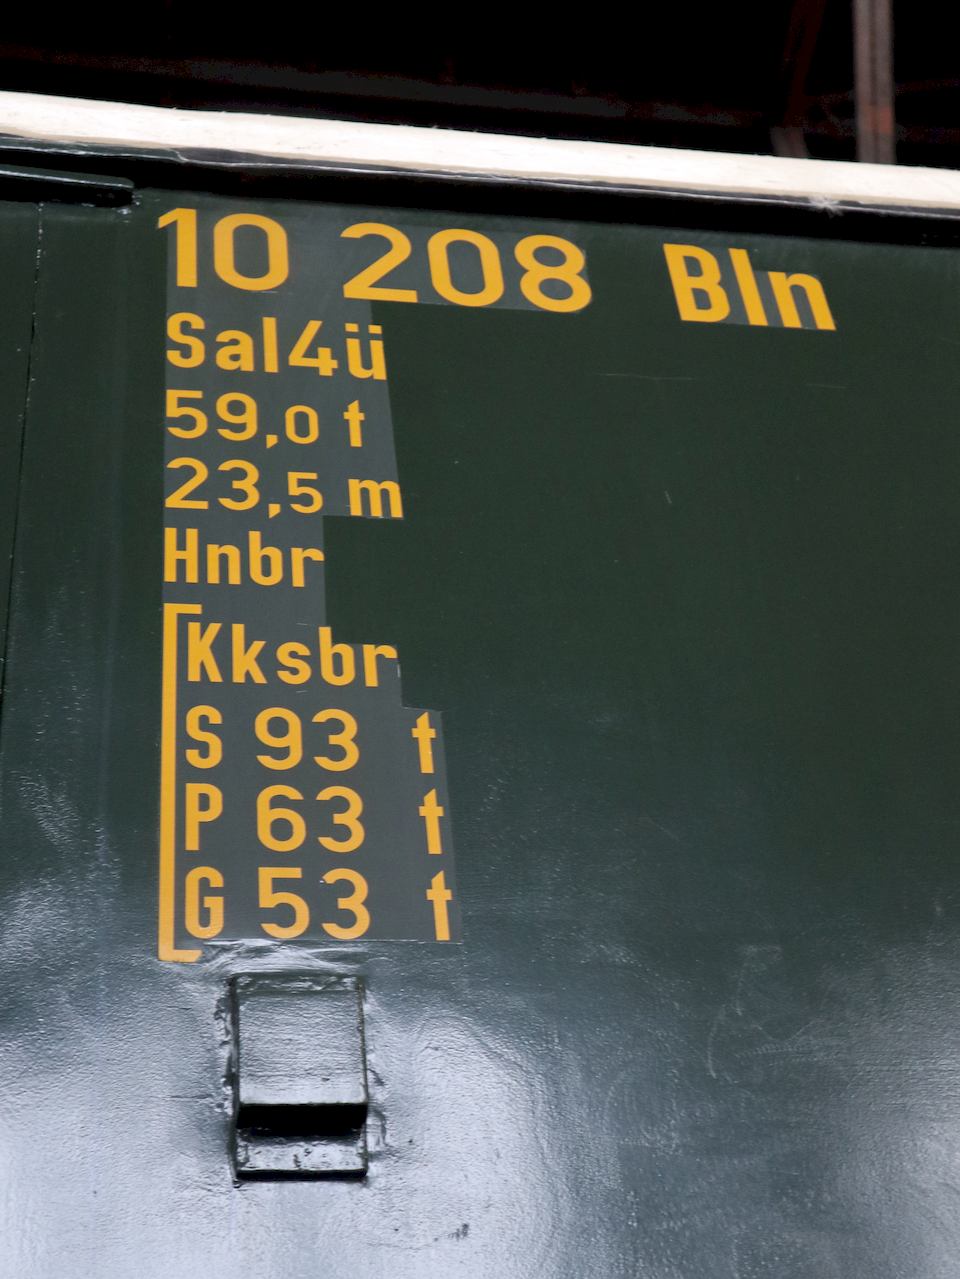 10 208 Bln
Sal4ü
59,0 t
23,5 m
Hnbr
Kksbr
S 93 t
P 63 t
G 53 t